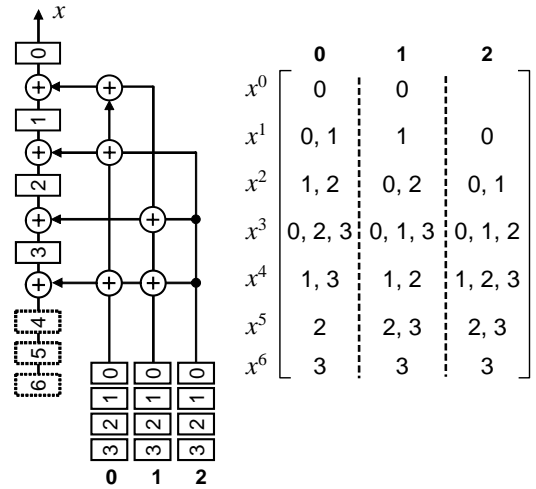 x
0
1
2
3
4
5
6
0 0 0
1 1 1
2 2 2
3 3 3
0 1 2
0 1 2
x^0 0 0
x^1 0, 1 1 0
x^2 1, 2 0, 2 0, 1
x^3 0, 2, 3 0, 1, 3 0, 1, 2
x^4 1, 3 1, 2 1, 2, 3
x^5 2 2, 3 2, 3
x^6 3 3 3